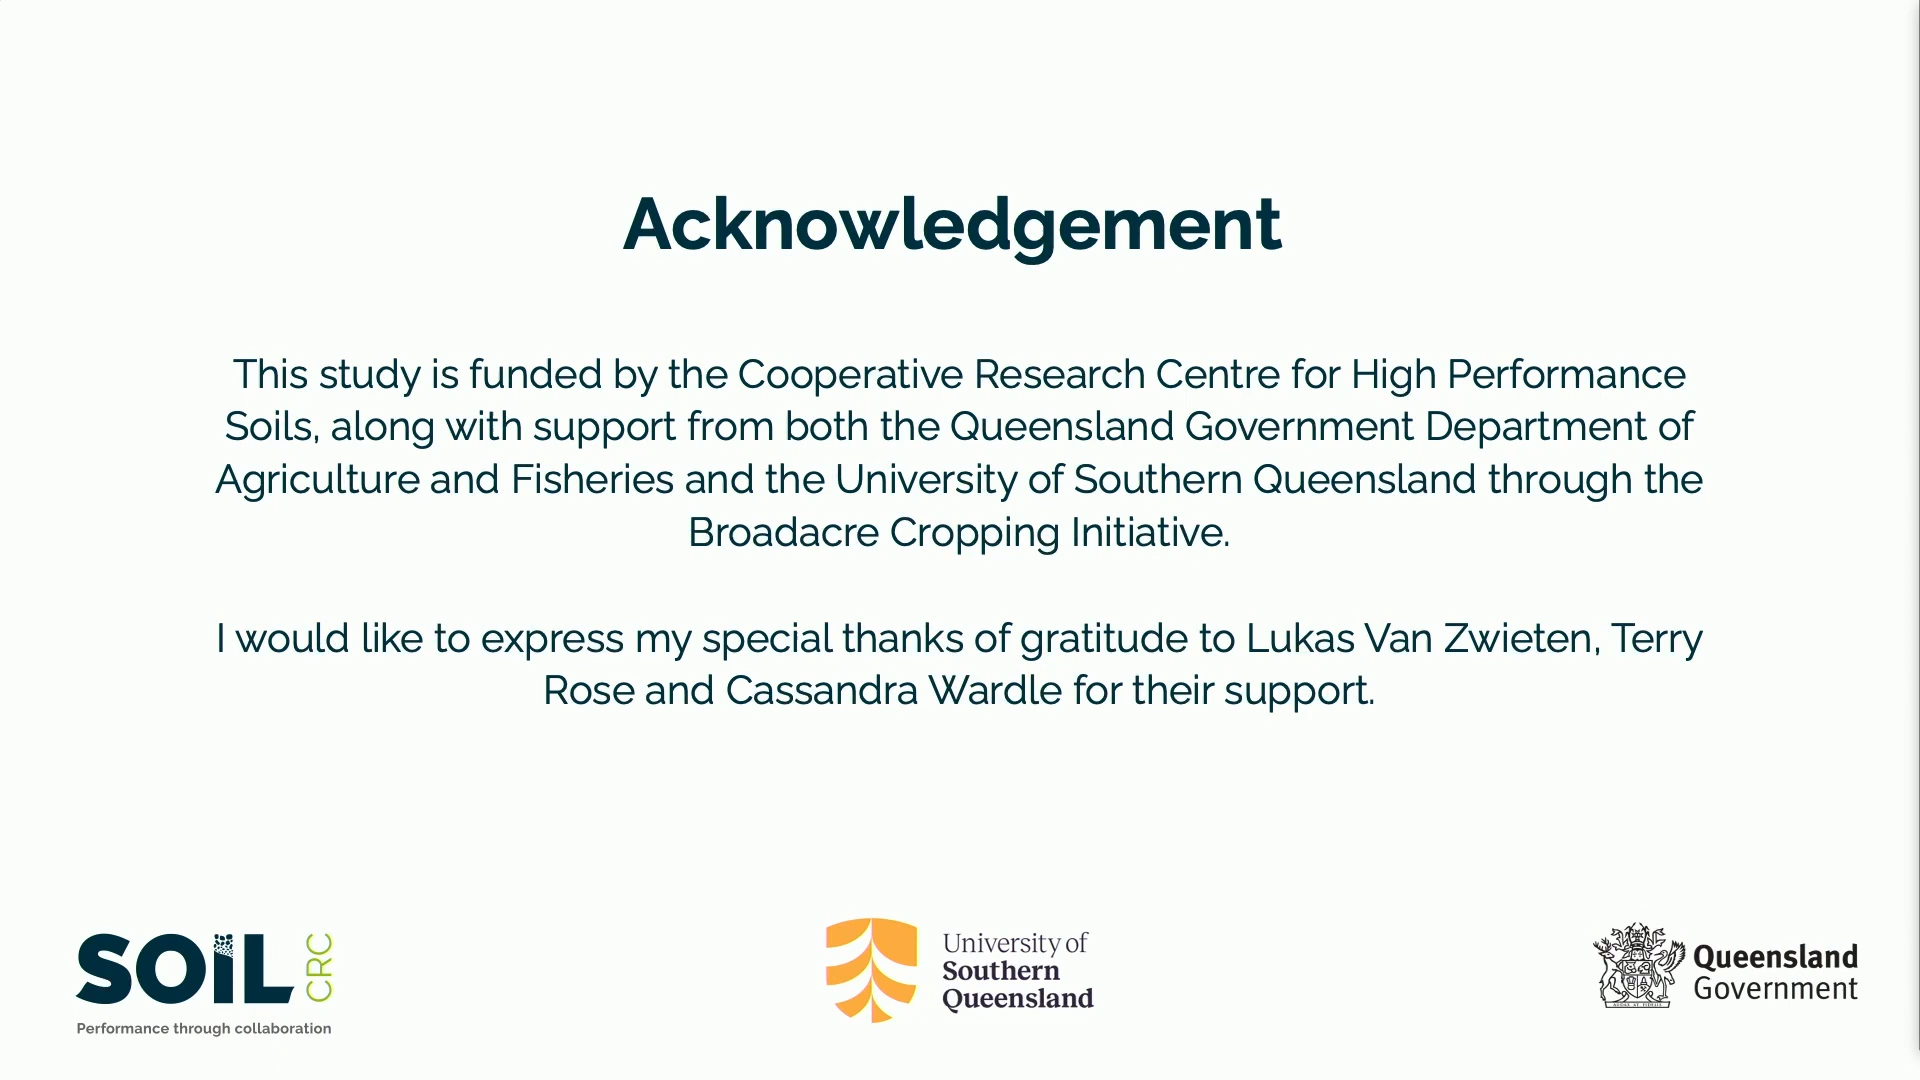 Acknowledgement
This study is funded by the Cooperative Research Centre for High Performance
Soils, along with support from both the Queensland Government Department of
Agriculture and Fisheries and the University of Southern Queensland through the
Broadacre Cropping Initiative.
I would like to express my special thanks of gratitude to Lukas Van Zwieten, Terry
Rose and Cassandra Wardle for their support.
SOIL CRC
Performance through collaboration
University of
Southern
Queensland
Queensland
Government